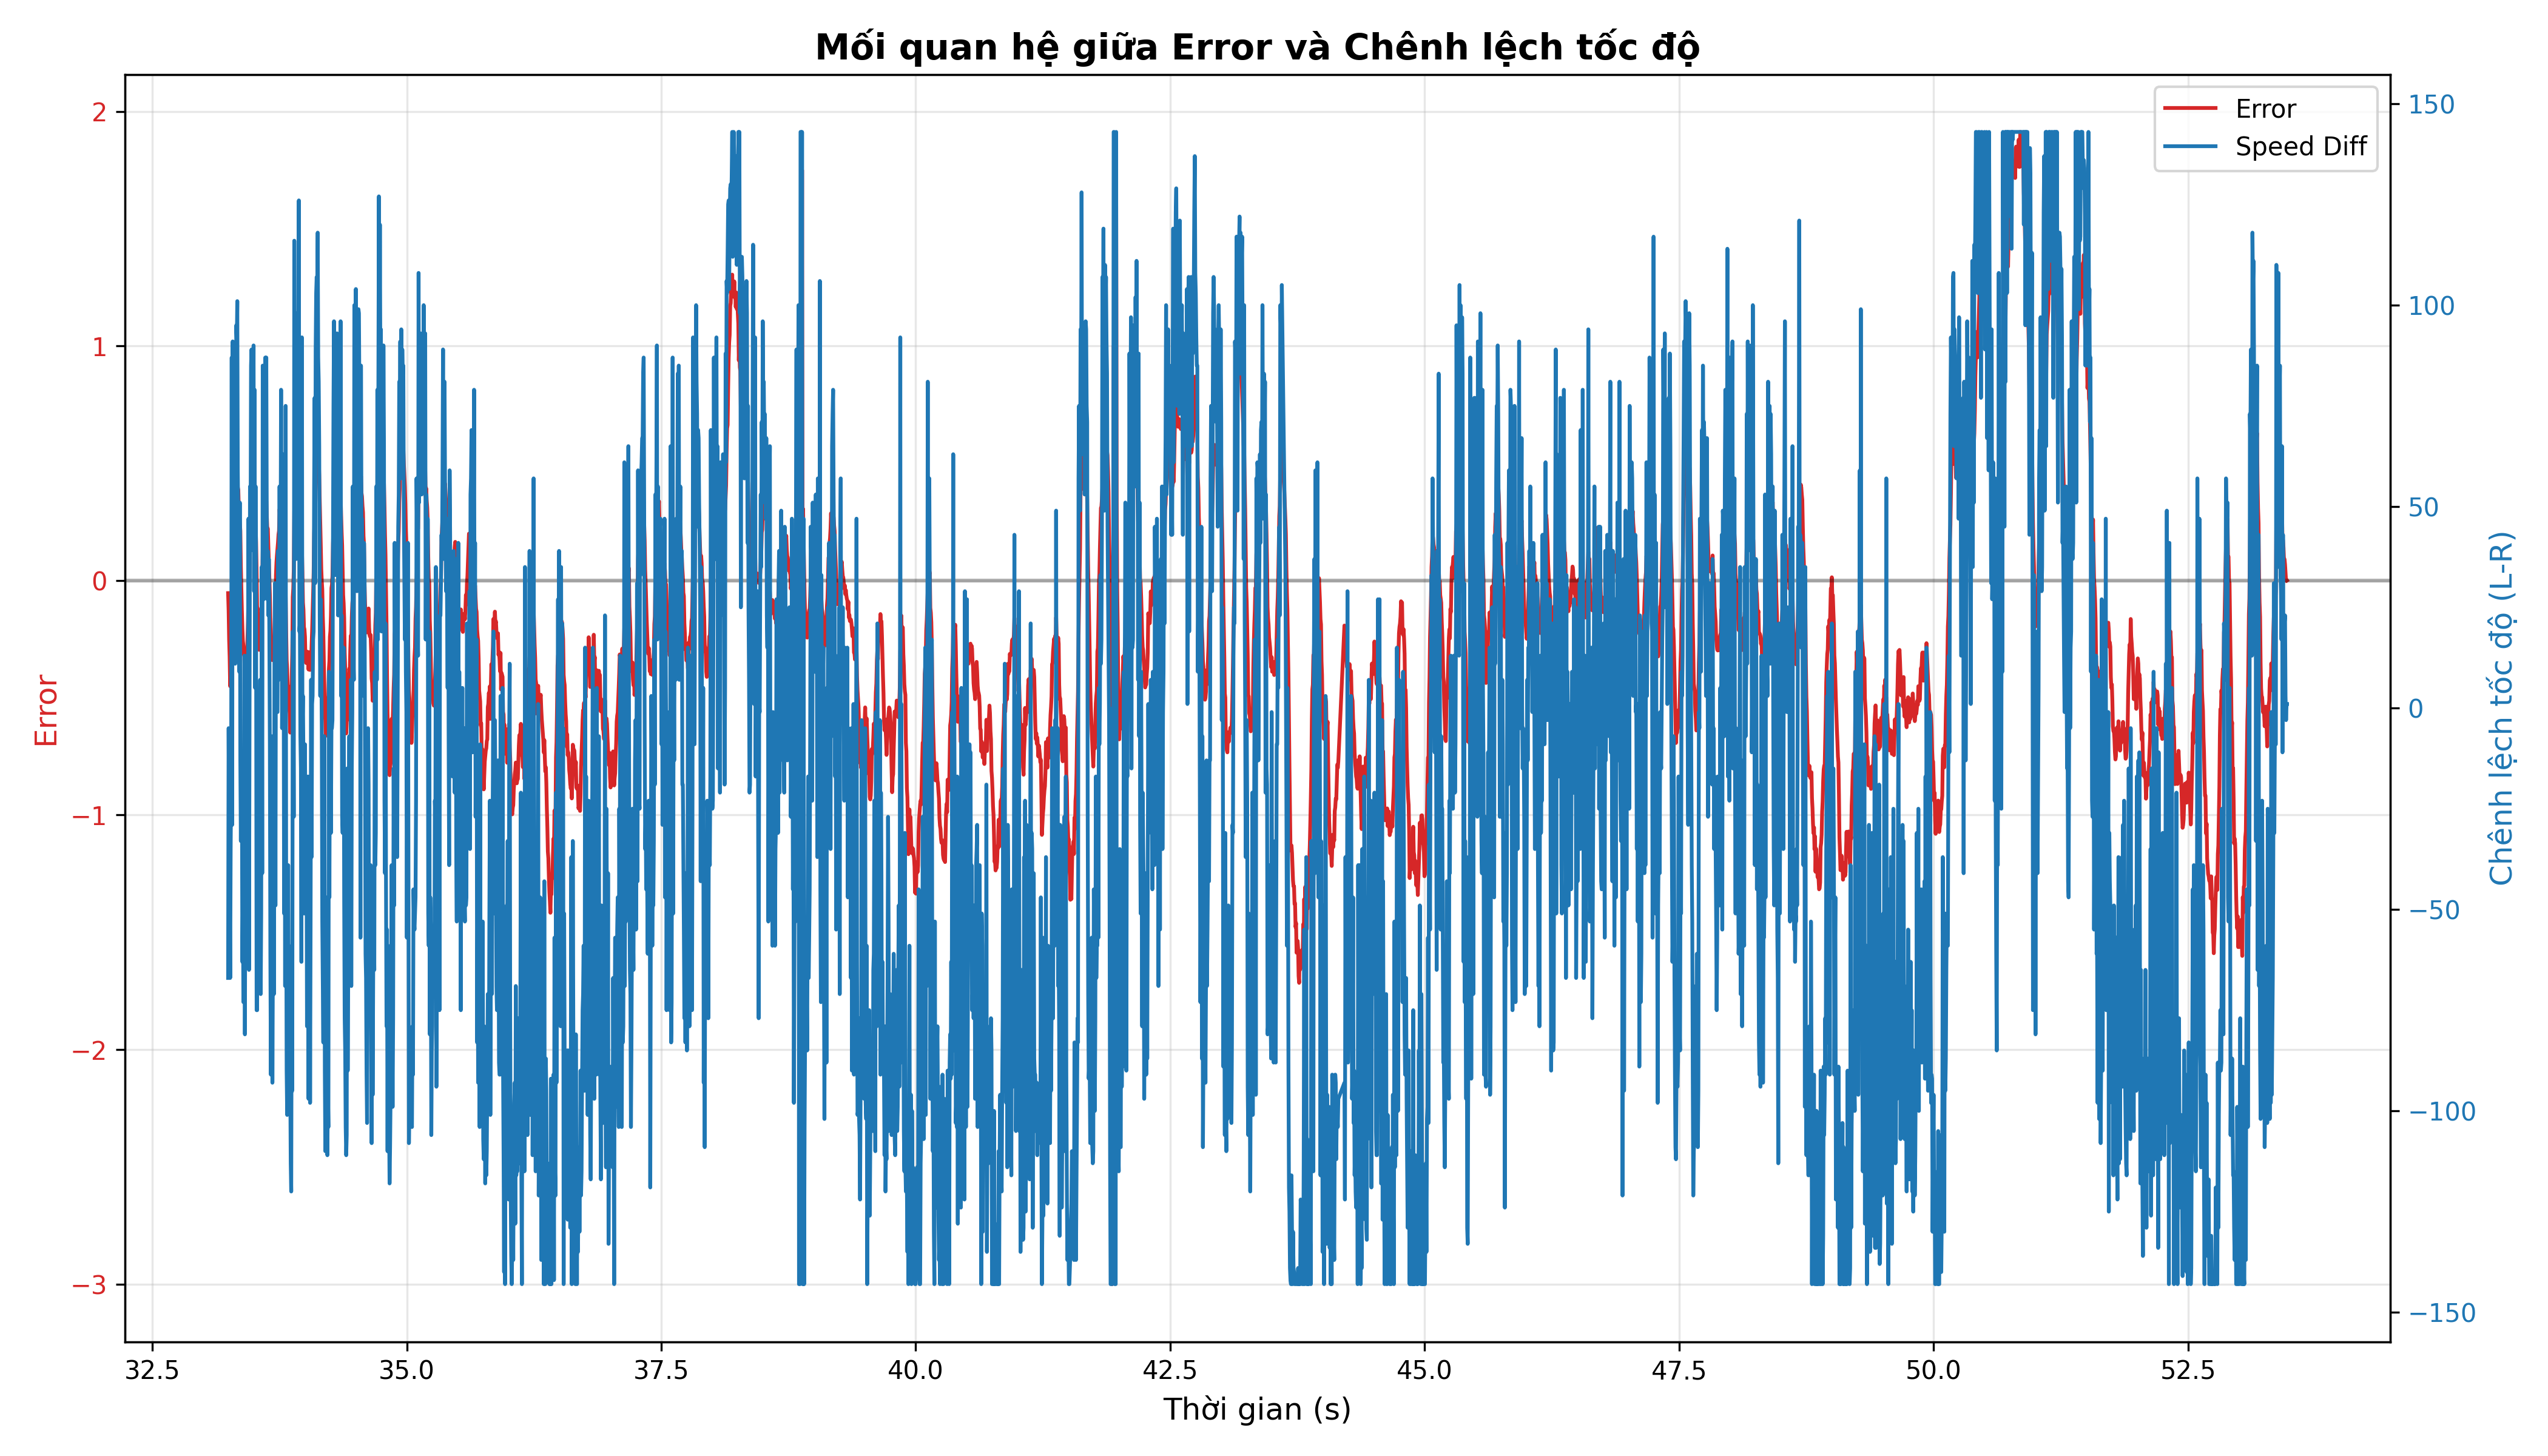 Mối quan hệ giữa Error và Chênh lệch tốc độ
Error
Speed Diff
2
1
0
−1
−2
−3
Error
150
100
50
0
−50
−100
−150
Chênh lệch tốc độ (L-R)
32.5 35.0 37.5 40.0 42.5 45.0 47.5 50.0 52.5
Thời gian (s)